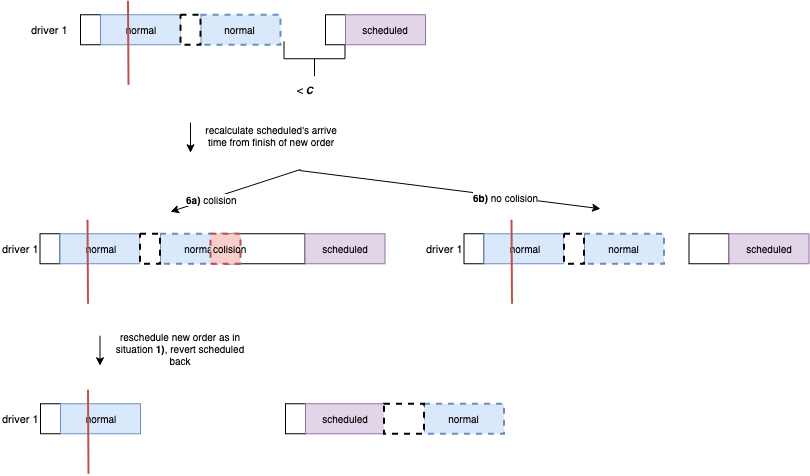 driver 1
normal
normal
scheduled
< C
recalculate scheduled's arrive
time from finish of new order
6a) colision
6b) no colision
driver 1
normal
norma
colision
scheduled
driver 1
normal
normal
scheduled
reschedule new order as in
situation 1), revert scheduled
back
driver 1
normal
scheduled
normal